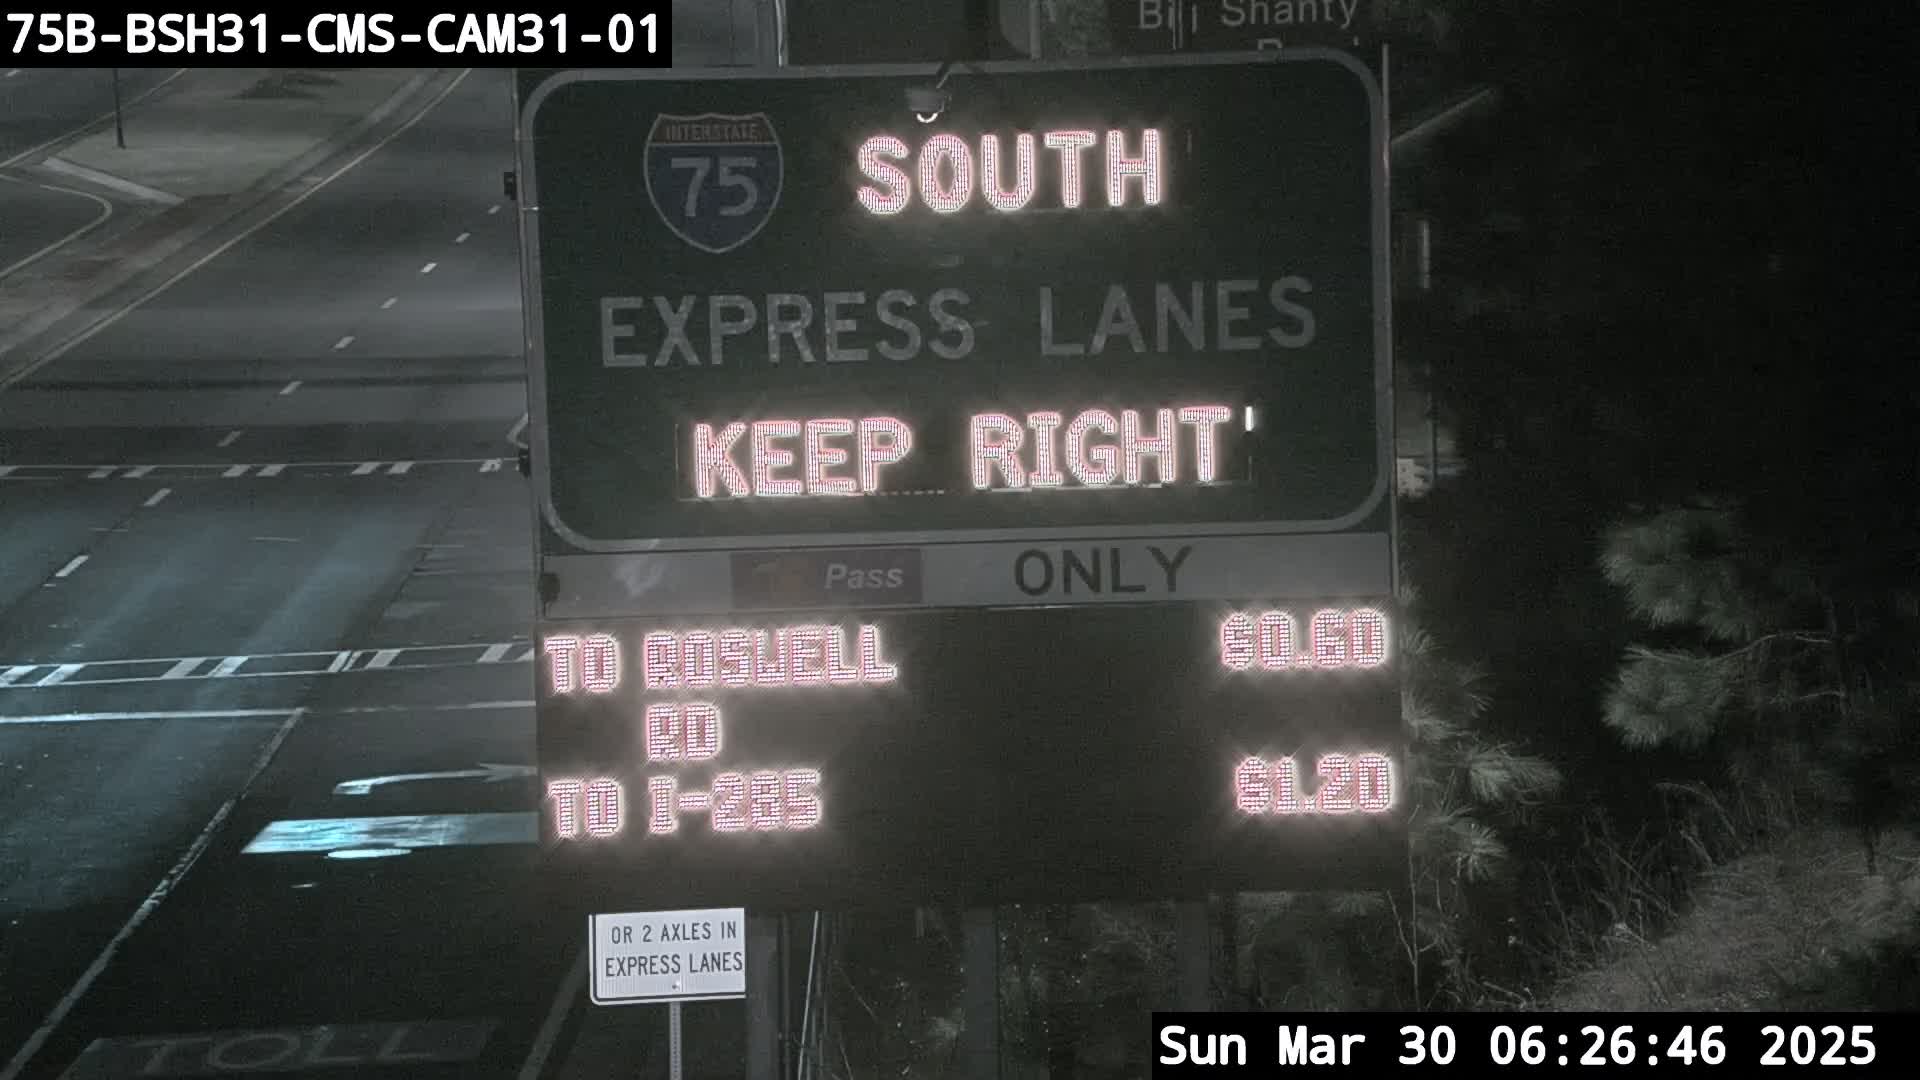 75B-BSH31-CMS-CAM31-01
Shanty
INTERSTATE
75
SOUTH
EXPRESS LANES
KEEP RIGHT
Pass ONLY
TO ROSWELL $0.60
RD
TO I-285 $1.20
OR 2 AXLES IN
EXPRESS LANES
TOLL
Sun Mar 30 06:26:46 2025